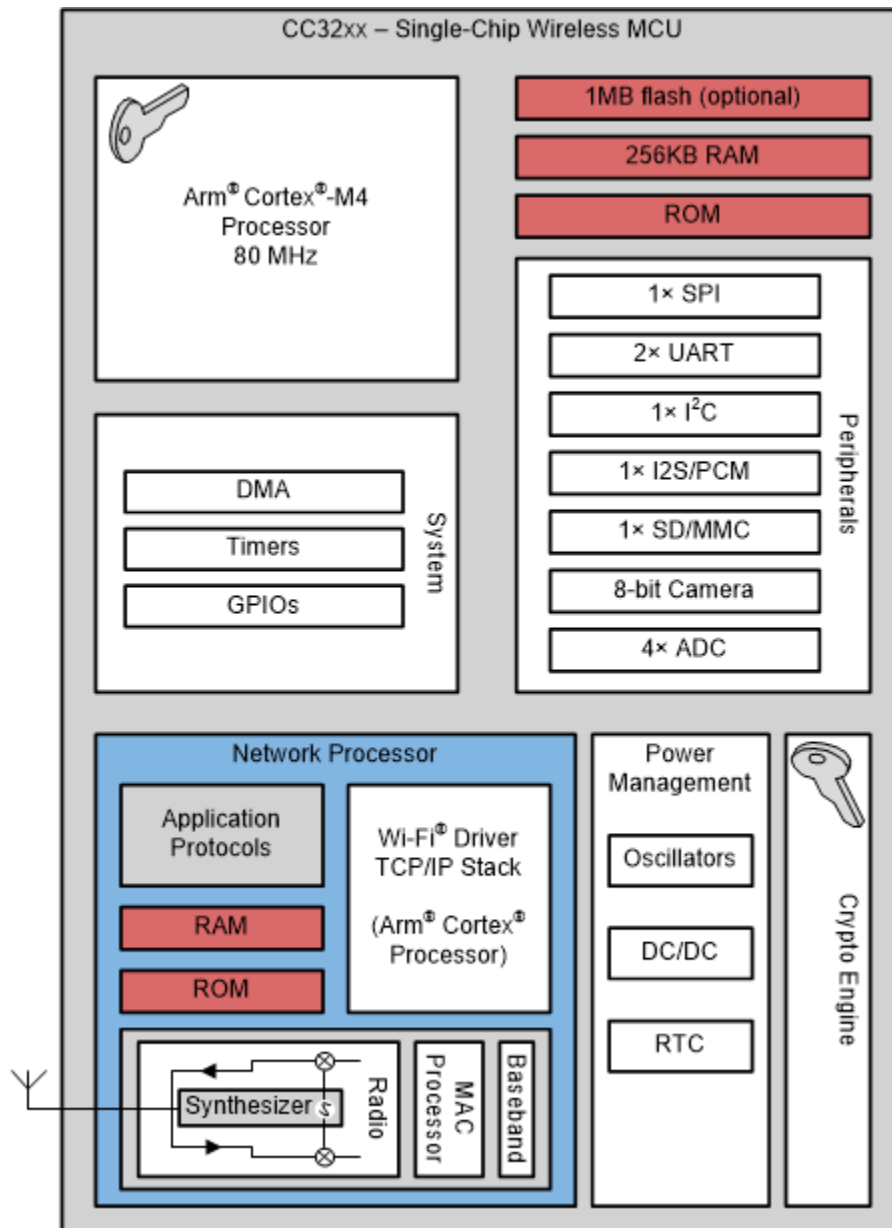 CC32xx – Single-Chip Wireless MCU
Arm® Cortex®-M4
Processor
80 MHz
1MB flash (optional)
256KB RAM
ROM
1× SPI
2× UART
1× I²C
1× I2S/PCM
1× SD/MMC
8-bit Camera
4× ADC
Peripherals
DMA
Timers
GPIOs
System
Network Processor
Application
Protocols
RAM
ROM
Wi-Fi® Driver
TCP/IP Stack
(Arm® Cortex®
Processor)
Synthesizer
Radio
MAC
Processor
Baseband
Power
Management
Oscillators
DC/DC
RTC
Crypto Engine